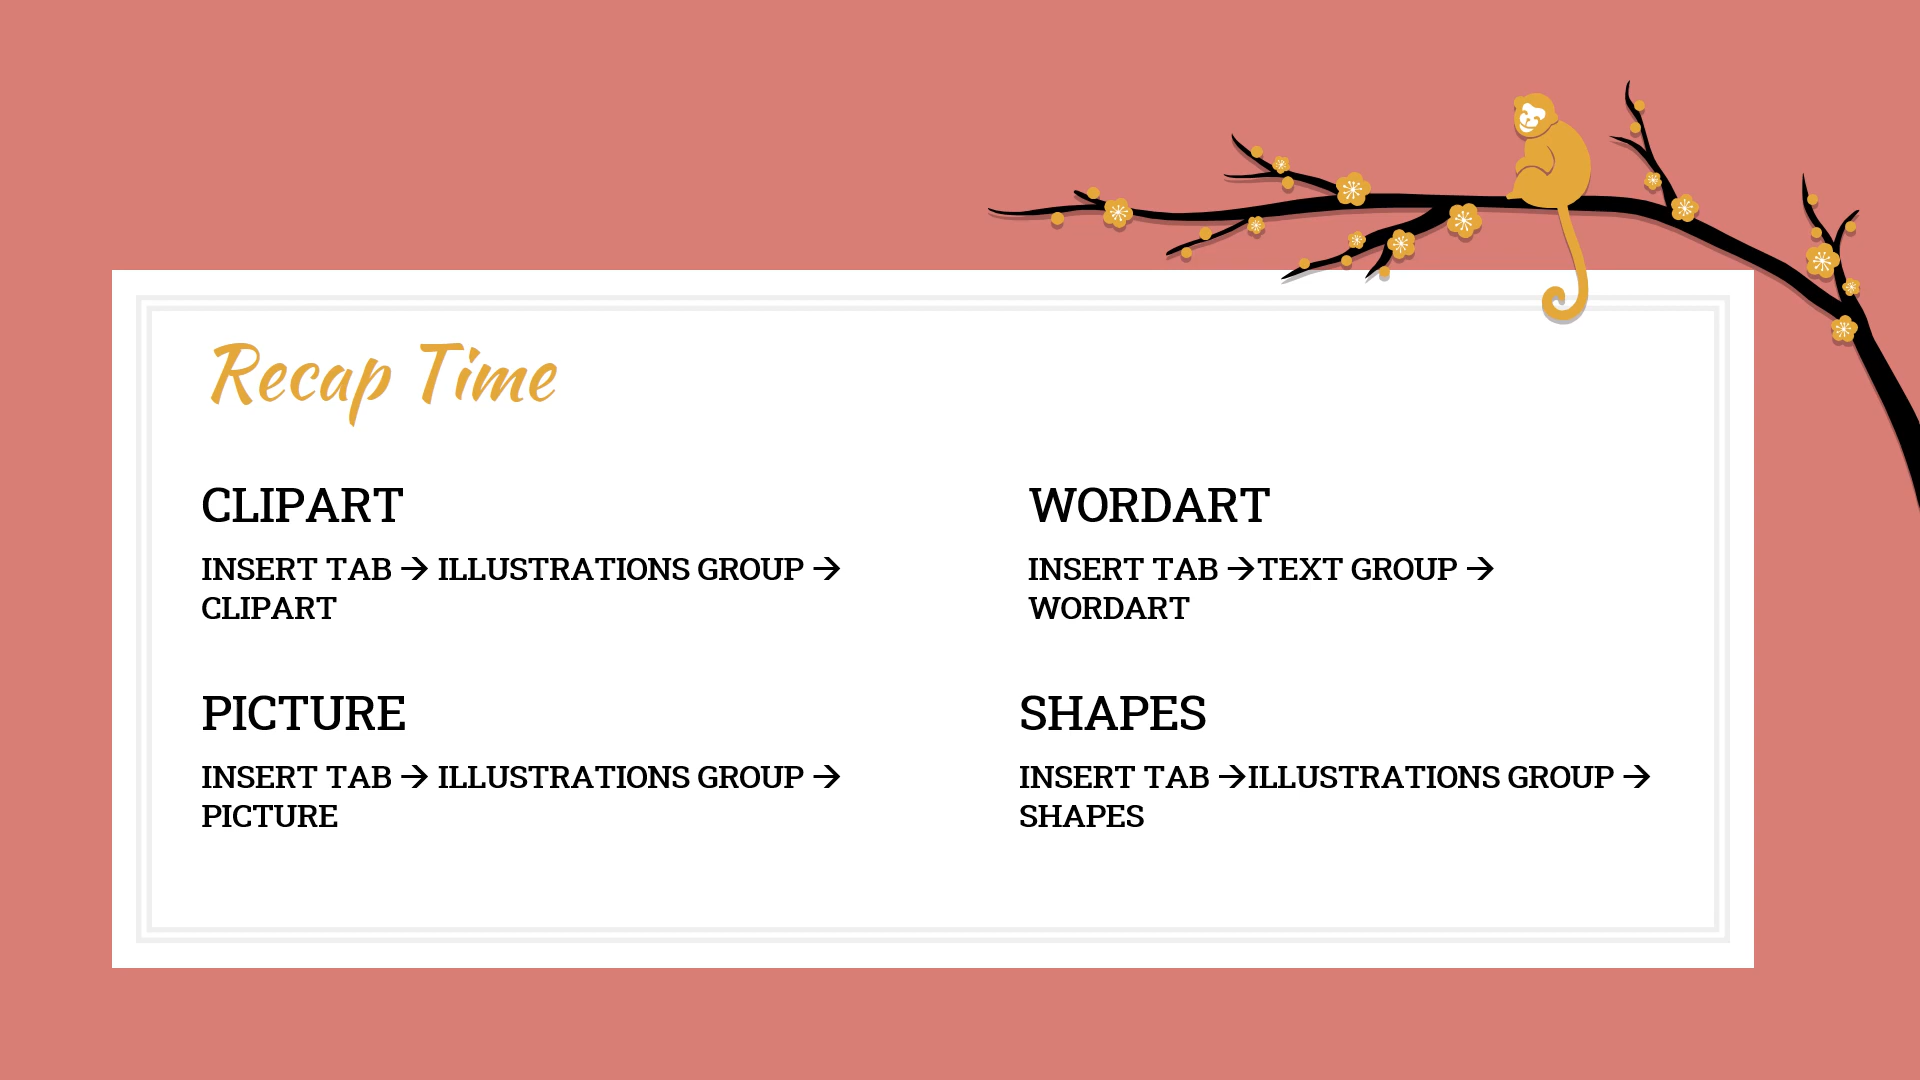 Recap Time
CLIPART
INSERT TAB → ILLUSTRATIONS GROUP →
CLIPART
WORDART
INSERT TAB →TEXT GROUP →
WORDART
PICTURE
INSERT TAB → ILLUSTRATIONS GROUP →
PICTURE
SHAPES
INSERT TAB →ILLUSTRATIONS GROUP →
SHAPES